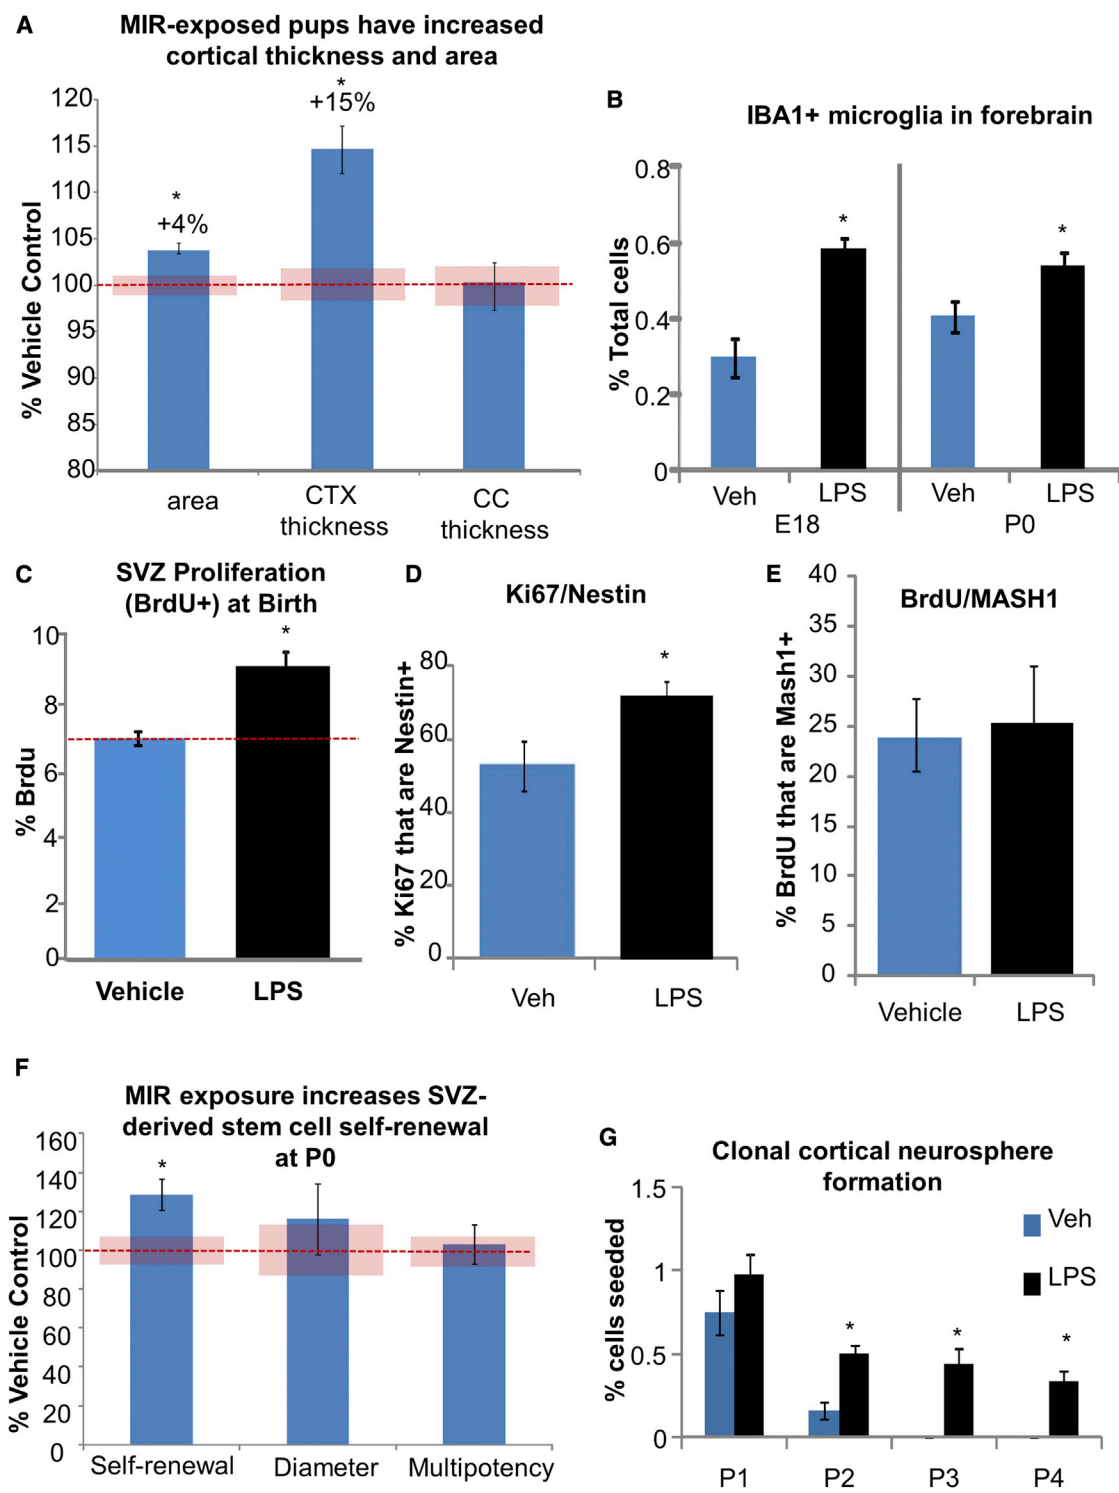 A
MIR-exposed pups have increased
cortical thickness and area
% Vehicle Control
120
115
110
105
100
95
90
85
80
*
+4%
*
+15%
area
CTX
thickness
CC
thickness
B
IBA1+ microglia in forebrain
% Total cells
0.8
0.6
0.4
0.2
0
*
*
Veh
LPS
Veh
LPS
E18
P0
C
SVZ Proliferation
(BrdU+) at Birth
% Brdu
10
8
6
4
2
0
*
Vehicle
LPS
D
Ki67/Nestin
% Ki67 that are Nestin+
80
60
40
20
0
*
Veh
LPS
E
BrdU/MASH1
% BrdU that are Mash1+
40
35
30
25
20
15
10
5
0
Vehicle
LPS
F
MIR exposure increases SVZ-
derived stem cell self-renewal
at P0
% Vehicle Control
160
140
120
100
80
60
40
20
0
*
Self-renewal
Diameter
Multipotency
G
Clonal cortical neurosphere
formation
% cells seeded
1.5
1
0.5
0
Veh
LPS
*
*
*
P1
P2
P3
P4